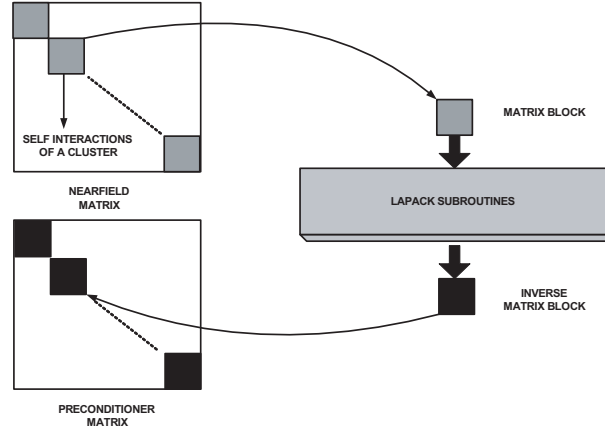 MATRIX BLOCK
SELF INTERACTIONS
OF A CLUSTER
NEARFIELD
MATRIX
LAPACK SUBROUTINES
INVERSE
MATRIX BLOCK
PRECONDITIONER
MATRIX